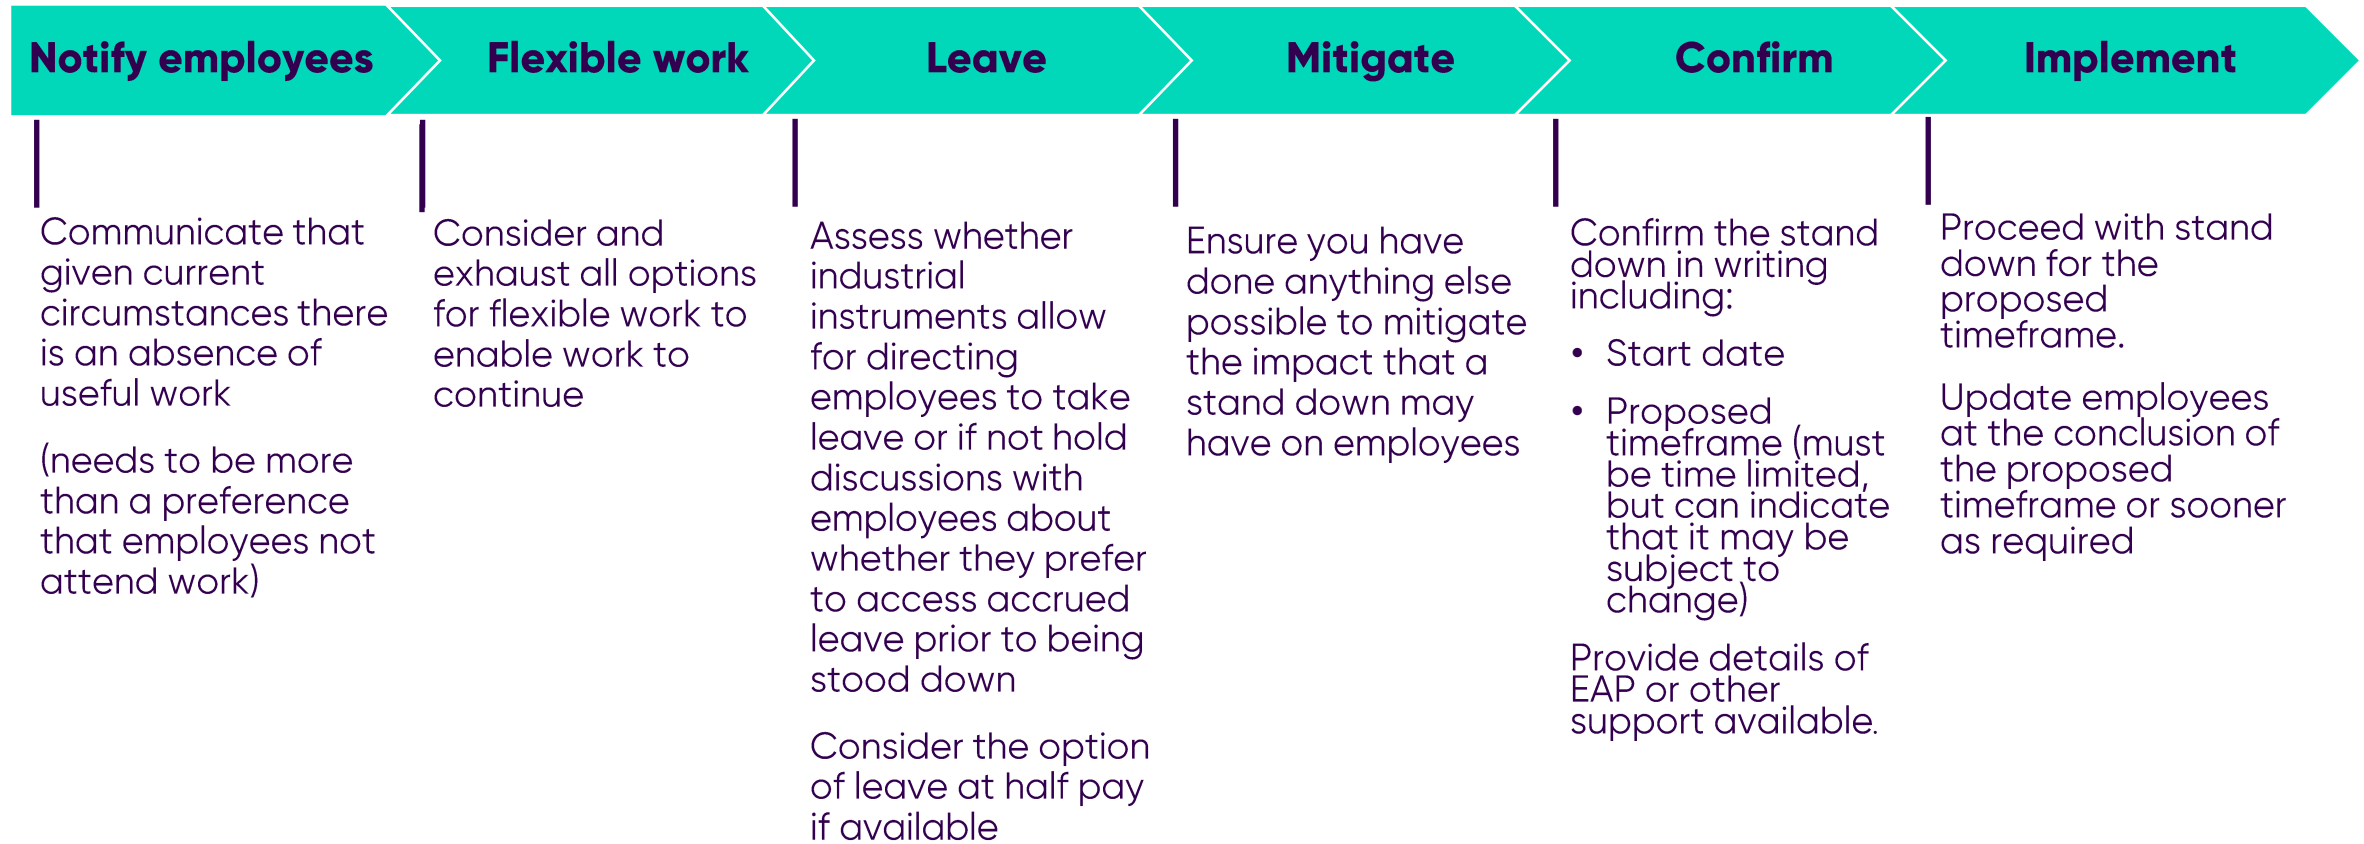 Notify employees
Flexible work
Leave
Mitigate
Confirm
Implement
Communicate that
given current
circumstances there
is an absence of
useful work
(needs to be more
than a preference
that employees not
attend work)
Consider and
exhaust all options
for flexible work to
enable work to
continue
Assess whether
industrial
instruments allow
for directing
employees to take
leave or if not hold
discussions with
employees about
whether they prefer
to access accrued
leave prior to being
stood down
Consider the option
of leave at half pay
if available
Ensure you have
done anything else
possible to mitigate
the impact that a
stand down may
have on employees
Confirm the stand
down in writing
including:
• Start date
• Proposed
timeframe (must
be time limited,
but can indicate
that it may be
subject to
change)
Provide details of
EAP or other
support available.
Proceed with stand
down for the
proposed
timeframe.
Update employees
at the conclusion of
the proposed
timeframe or sooner
as required